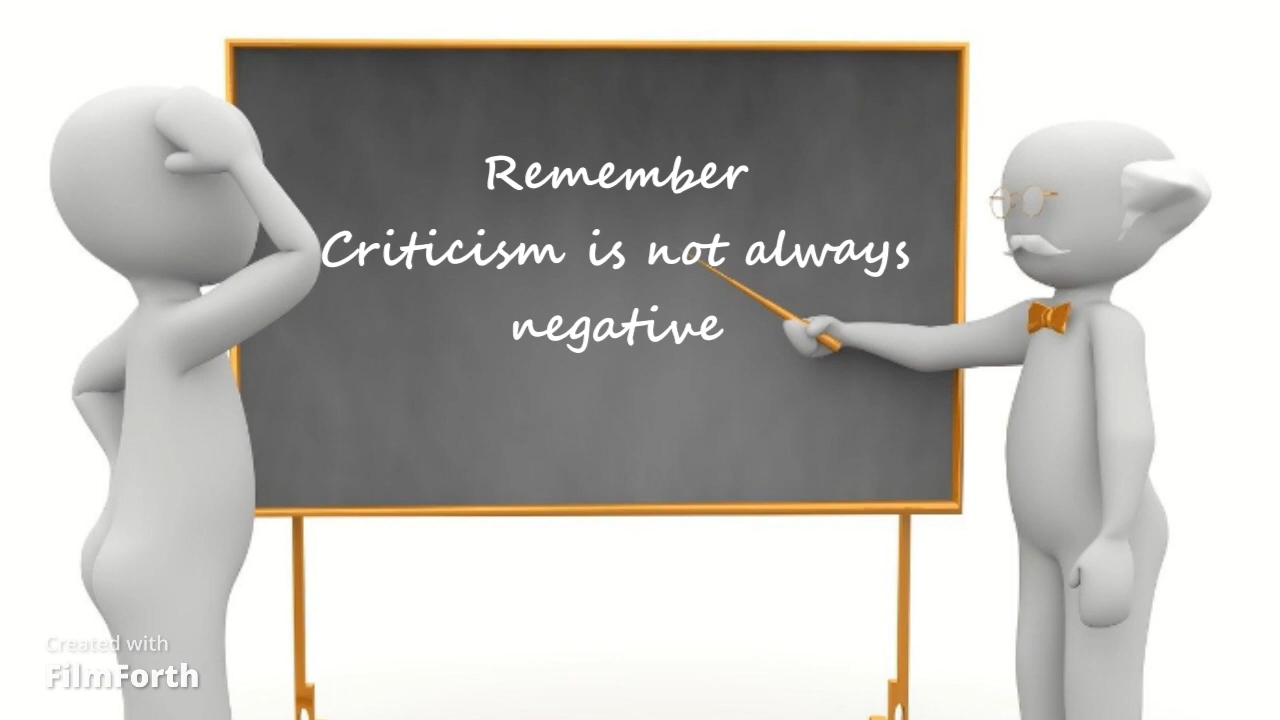 Remember
Criticism is not always
negative
Created with
FilmForth